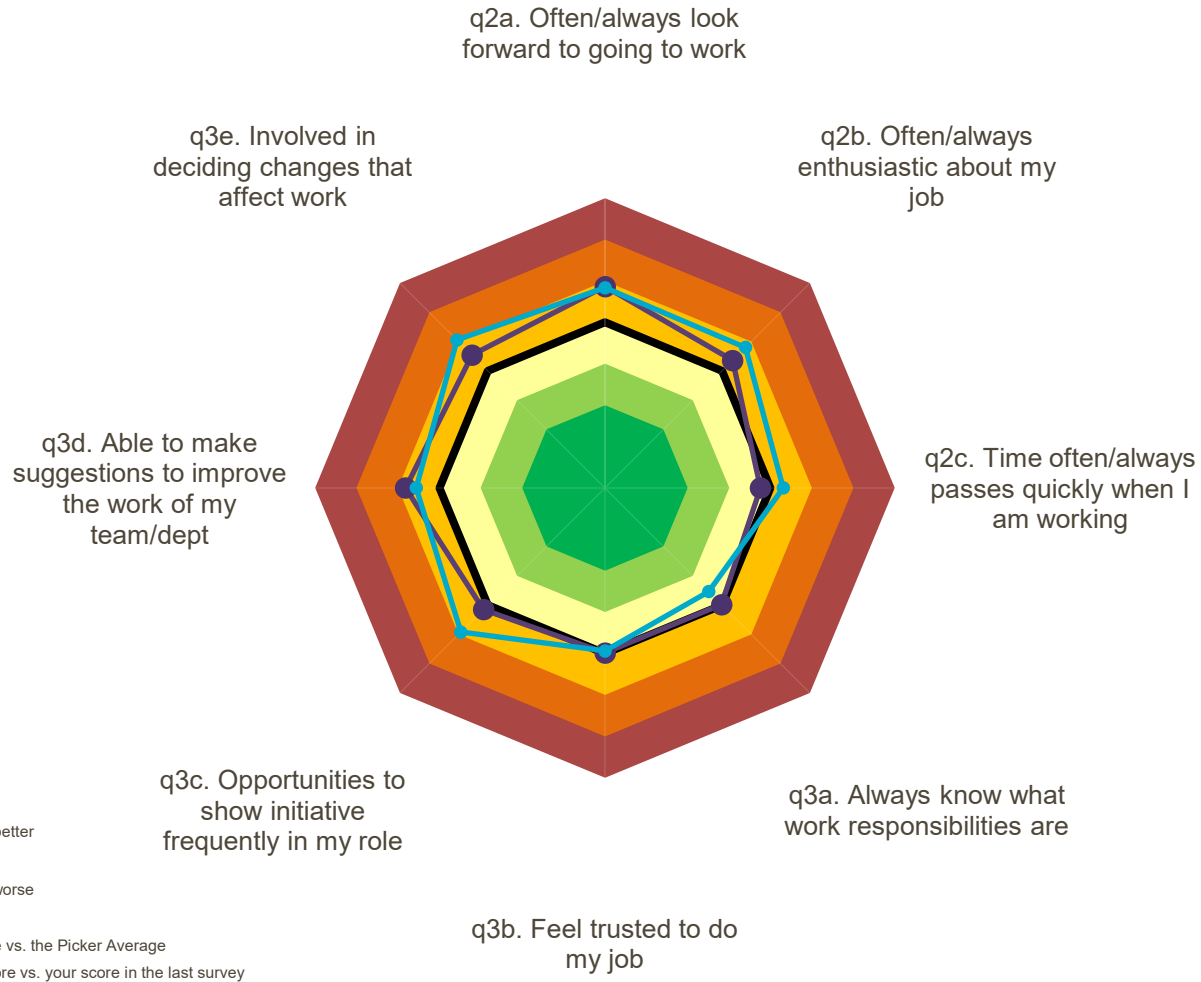 q2a. Often/always look
forward to going to work
q2b. Often/always
enthusiastic about my
job
q2c. Time often/always
passes quickly when I
am working
q3a. Always know what
work responsibilities are
q3b. Feel trusted to do
my job
q3c. Opportunities to
show initiative
frequently in my role
q3d. Able to make
suggestions to improve
the work of my
team/dept
q3e. Involved in
deciding changes that
affect work
vs. the Picker Average
vs. your score in the last survey